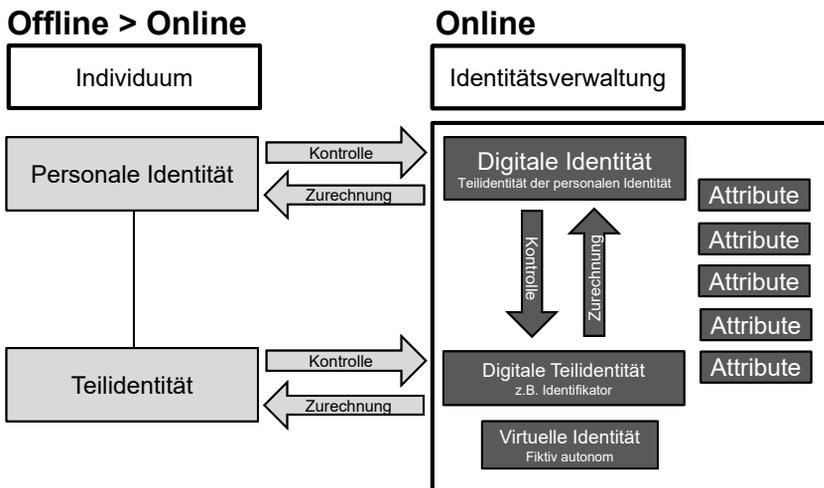 Offline > Online
Online
Individuum
Identitätsverwaltung
Personale Identität
Kontrolle
Zurechnung
Digitale Identität
Teilidentität der personalen Identität
Attribute
Attribute
Attribute
Attribute
Attribute
Kontrolle
Zurechnung
Teilidentität
Kontrolle
Zurechnung
Digitale Teilidentität
z.B. Identifikator
Virtuelle Identität
Fiktiv autonom